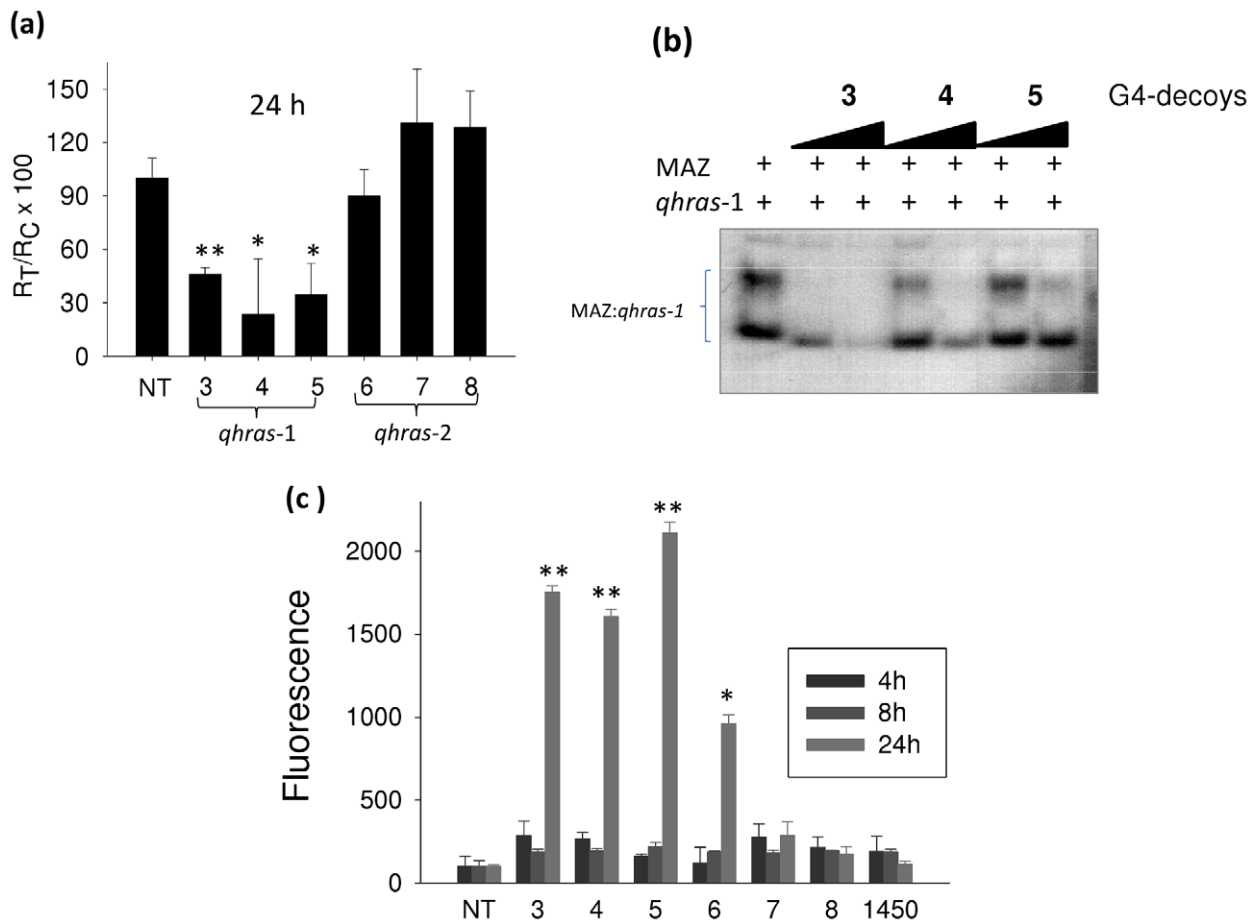 (a)
24 h
150
120
90
60
30
0
R_T/R_C x 100
** * *
NT 3 4 5 6 7 8
qhras-1 qhras-2
(b)
3 4 5 G4-decoys
MAZ + + + + + + +
qhras-1 + + + + + + +
MAZ:qhras-1
(c )
** ** ** *
2000
1500
1000
500
0
Fluorescence
4h
8h
24h
NT 3 4 5 6 7 8 1450